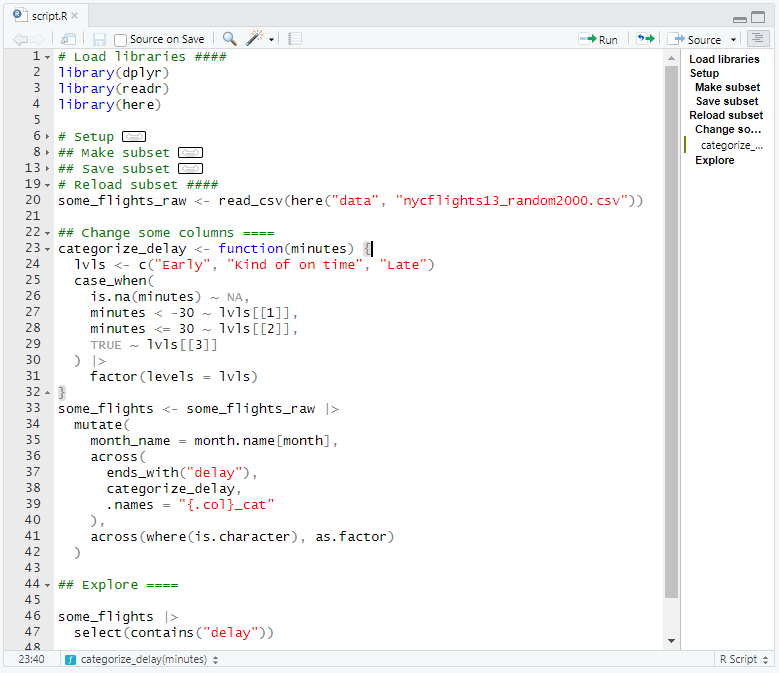 script.R
Source on Save
Run
Source
1 # Load libraries ####
2 library(dplyr)
3 library(readr)
4 library(here)
5
6 # Setup
8 ## Make subset
13 ## Save subset
19 # Reload subset ####
20 some_flights_raw <- read_csv(here("data", "nycflights13_random2000.csv"))
21
22 ## Change some columns ====
23 categorize_delay <- function(minutes) {
24   lvls <- c("Early", "Kind of on time", "Late")
25   case_when(
26     is.na(minutes) ~ NA,
27     minutes < -30 ~ lvls[[1]],
28     minutes <= 30 ~ lvls[[2]],
29     TRUE ~ lvls[[3]]
30   ) |>
31     factor(levels = lvls)
32 }
33 some_flights <- some_flights_raw |>
34   mutate(
35     month_name = month.name[month],
36     across(
37       ends_with("delay"),
38       categorize_delay,
39       .names = "{.col}_cat"
40     ),
41     across(where(is.character), as.factor)
42   )
43
44 ## Explore ====
45
46 some_flights |>
47   select(contains("delay"))
48
Load libraries
Setup
Make subset
Save subset
Reload subset
Change so...
categorize_...
Explore
23:40
f categorize_delay(minutes)
R Script